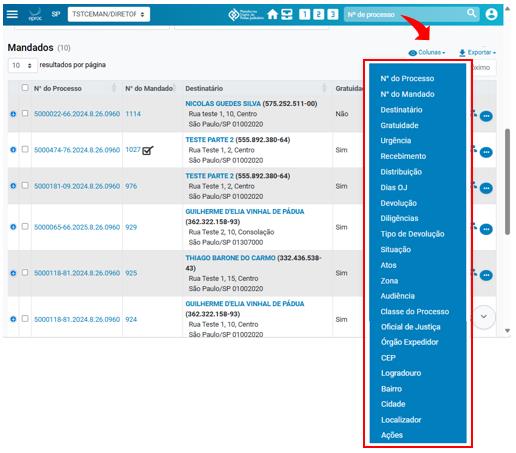 eproc SP TSTCEMAN/DIRETOR 1 2 3 Nº de processo
Mandados (10)
Colunas Exportar
10 resultados por página
Nº do Processo Nº do Mandado Destinatário
5000022-66.2024.8.26.0960 1114 NICOLAS GUEDES SILVA (575.252.511-00) Não
Rua teste 1, 10, Centro
São Paulo/SP 01002020
5000474-76.2024.8.26.0960 1027 TESTE PARTE 2 (555.892.380-64) Sim
Rua Teste 1, 2, Centro
São Paulo/SP 01002020
5000181-09.2024.8.26.0960 976 TESTE PARTE 2 (555.892.380-64) Sim
Rua Teste 1, 2, Centro
São Paulo/SP 01002020
5000065-66.2025.8.26.0960 929 GUILHERME D'ELIA VINHAL DE PÁDUA
(362.322.158-93) Sim
Rua Teste 2, 10, Consolação
São Paulo/SP 01307000
5000118-81.2024.8.26.0960 925 THIAGO BARONE DO CARMO (332.436.538-
43) Sim
Rua Teste 1, 15, Centro
São Paulo/SP 01002020
5000118-81.2024.8.26.0960 924 GUILHERME D'ELIA VINHAL DE PÁDUA
(362.322.158-93) Sim
Rua Teste 1, 10, Centro
São Paulo/SP 01002020
Nº do Processo
Nº do Mandado
Destinatário
Gratuidade
Urgência
Recebimento
Distribuição
Dias OJ
Devolução
Diligências
Tipo de Devolução
Situação
Atos
Zona
Audiência
Classe do Processo
Oficial de Justiça
Órgão Expedidor
CEP
Logradouro
Bairro
Cidade
Localizador
Ações